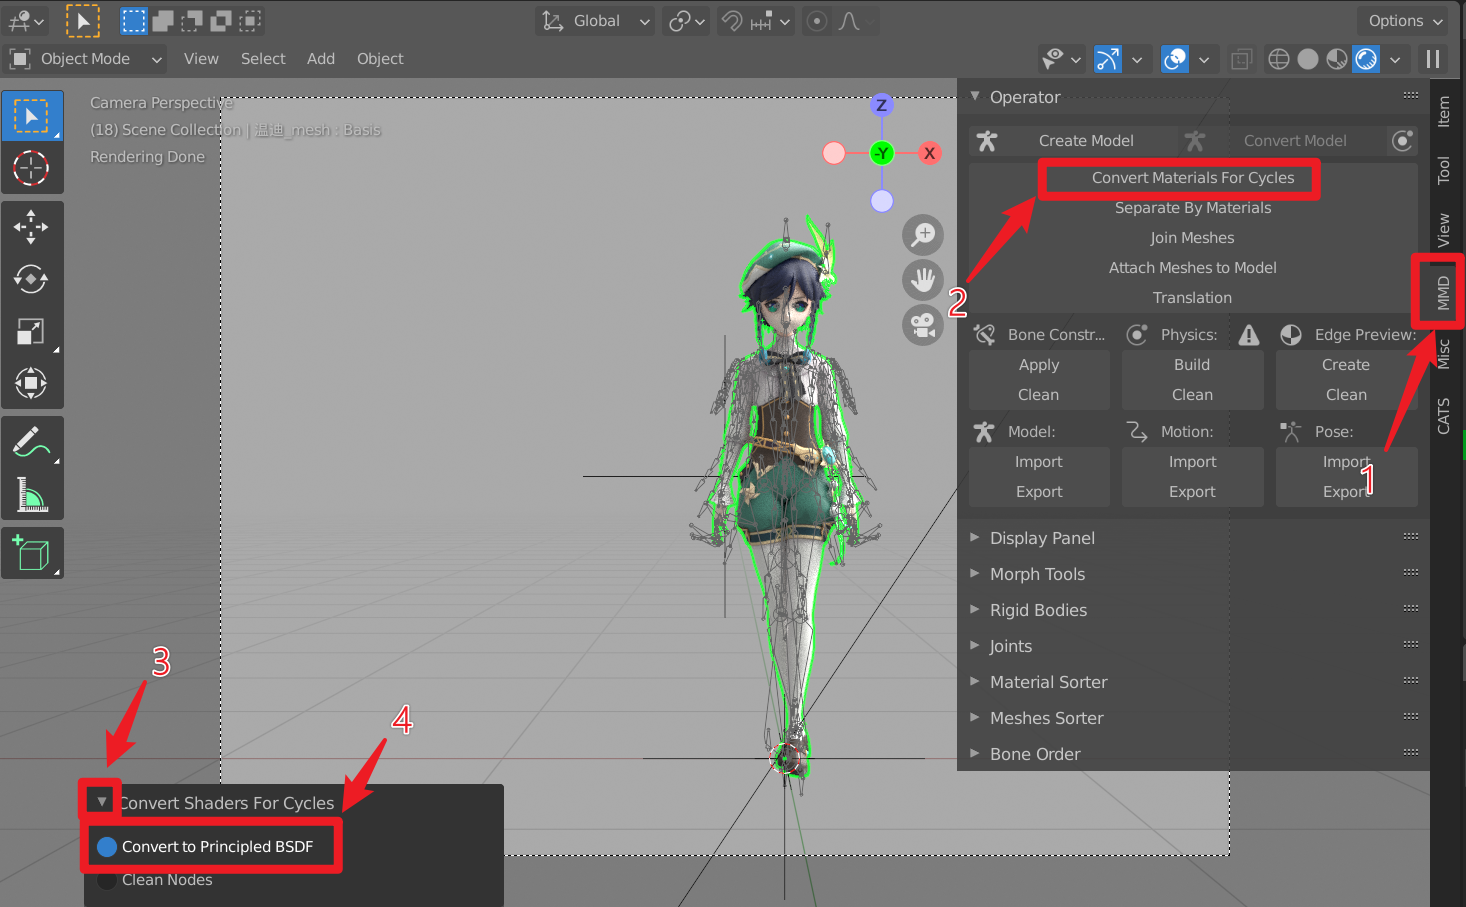 Global
Options
Object Mode
View
Select
Add
Object
Camera Perspective
(18) Scene Collection | 温迪_mesh : Basis
Rendering Done
Z
-Y
X
Operator
Create Model
Convert Model
Convert Materials For Cycles
Separate By Materials
Join Meshes
Attach Meshes to Model
Translation
Bone Constr...
Physics:
Edge Preview:
Apply
Build
Create
Clean
Clean
Clean
Model:
Motion:
Pose:
Import
Import
Import
Export
Export
Export
Display Panel
Morph Tools
Rigid Bodies
Joints
Material Sorter
Meshes Sorter
Bone Order
Item
Tool
View
MMD
Misc
CATS
1
2
3
4
Convert Shaders For Cycles
Convert to Principled BSDF
Clean Nodes